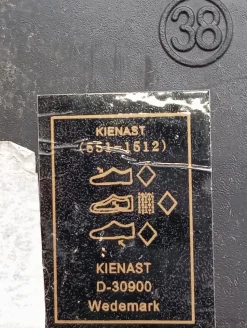 38
KIENAST
(551-1512)
KIENAST
D-30900
Wedemark